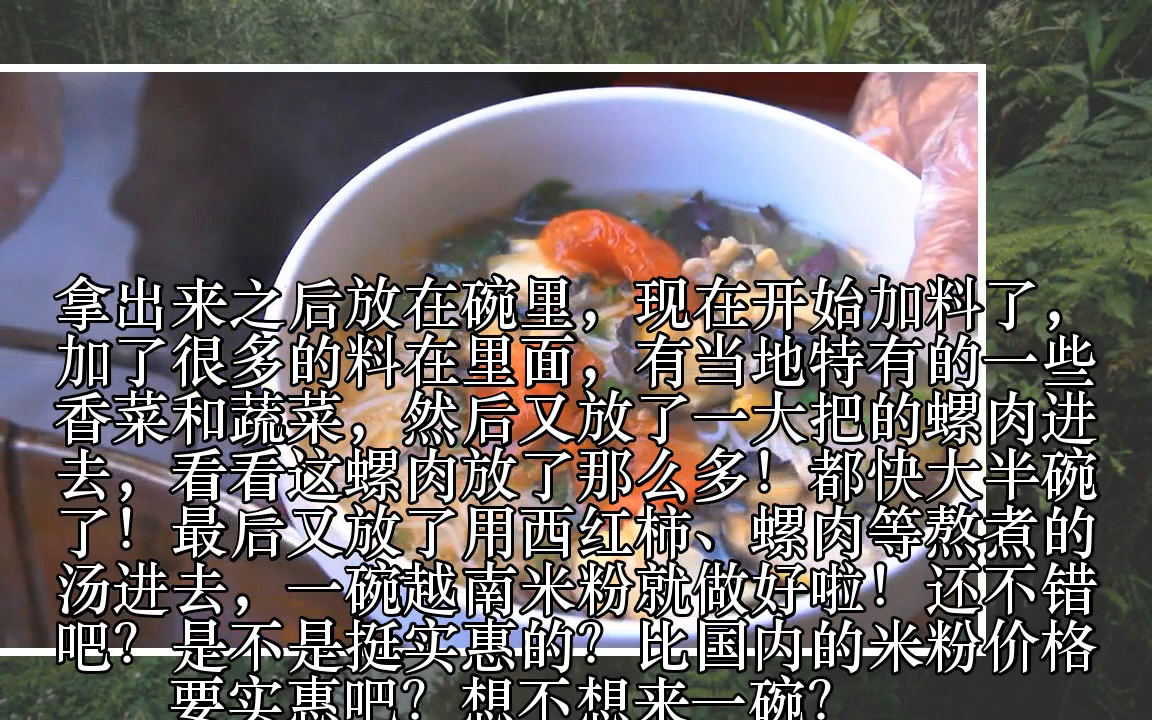 拿出来之后放在碗里，现在开始加料了，
加了很多的料在里面，有当地特有的一些
香菜和蔬菜，然后又放了一大把的螺肉进
去，看看这螺肉放了那么多！都快大半碗
了！最后又放了用西红柿、螺肉等熬煮的
汤进去，一碗越南米粉就做好啦！还不错
吧？是不是挺实惠的？比国内的米粉价格
要实惠吧？想不想来一碗？